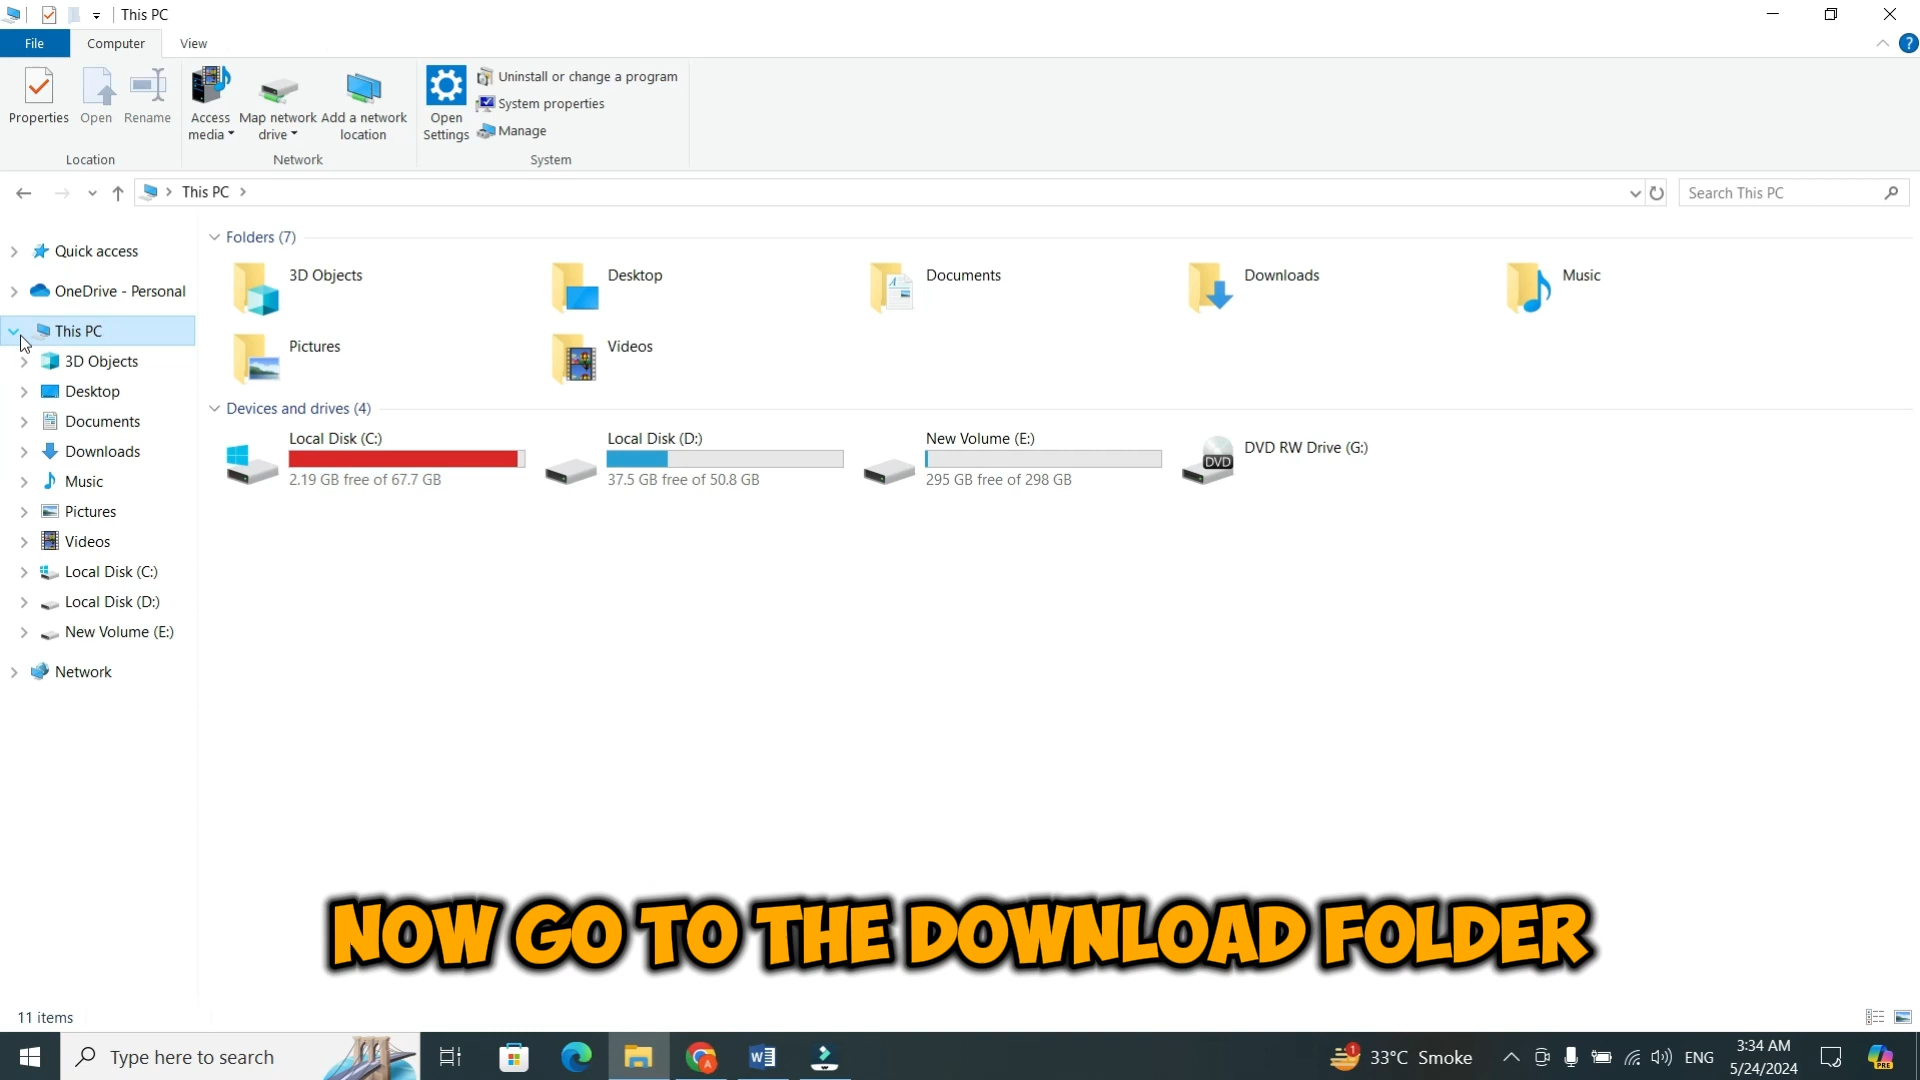 This PC
File
Computer
View
Properties
Open
Rename
Access media
Map network drive
Add a network location
Open Settings
Uninstall or change a program
System properties
Manage
Location
Network
System
This PC
Search This PC
Quick access
OneDrive - Personal
This PC
3D Objects
Desktop
Documents
Downloads
Music
Pictures
Videos
Local Disk (C:)
Local Disk (D:)
New Volume (E:)
Network
Folders (7)
3D Objects
Desktop
Documents
Downloads
Music
Pictures
Videos
Devices and drives (4)
Local Disk (C:)
2.19 GB free of 67.7 GB
Local Disk (D:)
37.5 GB free of 50.8 GB
New Volume (E:)
295 GB free of 298 GB
DVD
DVD RW Drive (G:)
NOW GO TO THE DOWNLOAD FOLDER
11 items
Type here to search
1
33°C Smoke
ENG
3:34 AM
5/24/2024
PRE